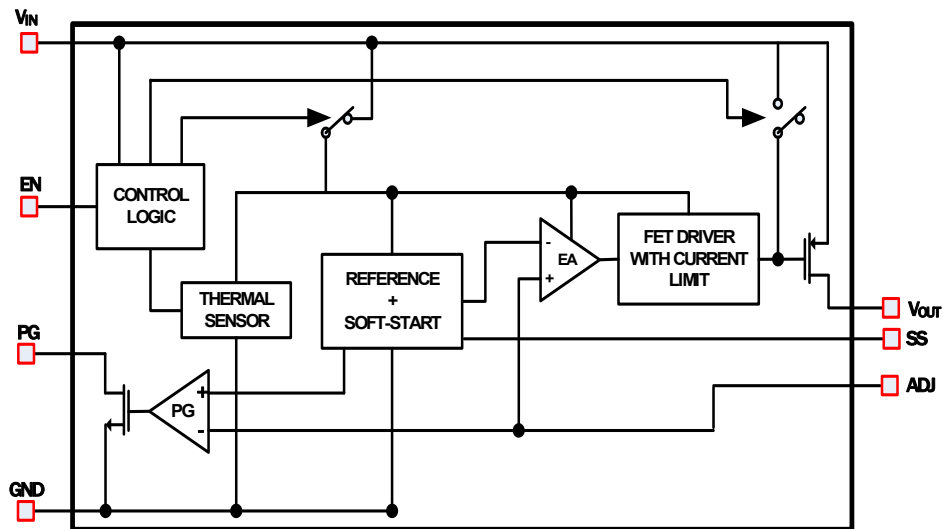 VIN
EN
CONTROL
LOGIC
THERMAL
SENSOR
REFERENCE
+
SOFT-START
-
EA
+
FET DRIVER
WITH CURRENT
LIMIT
VOUT
SS
ADJ
PG
+
PG
-
GND